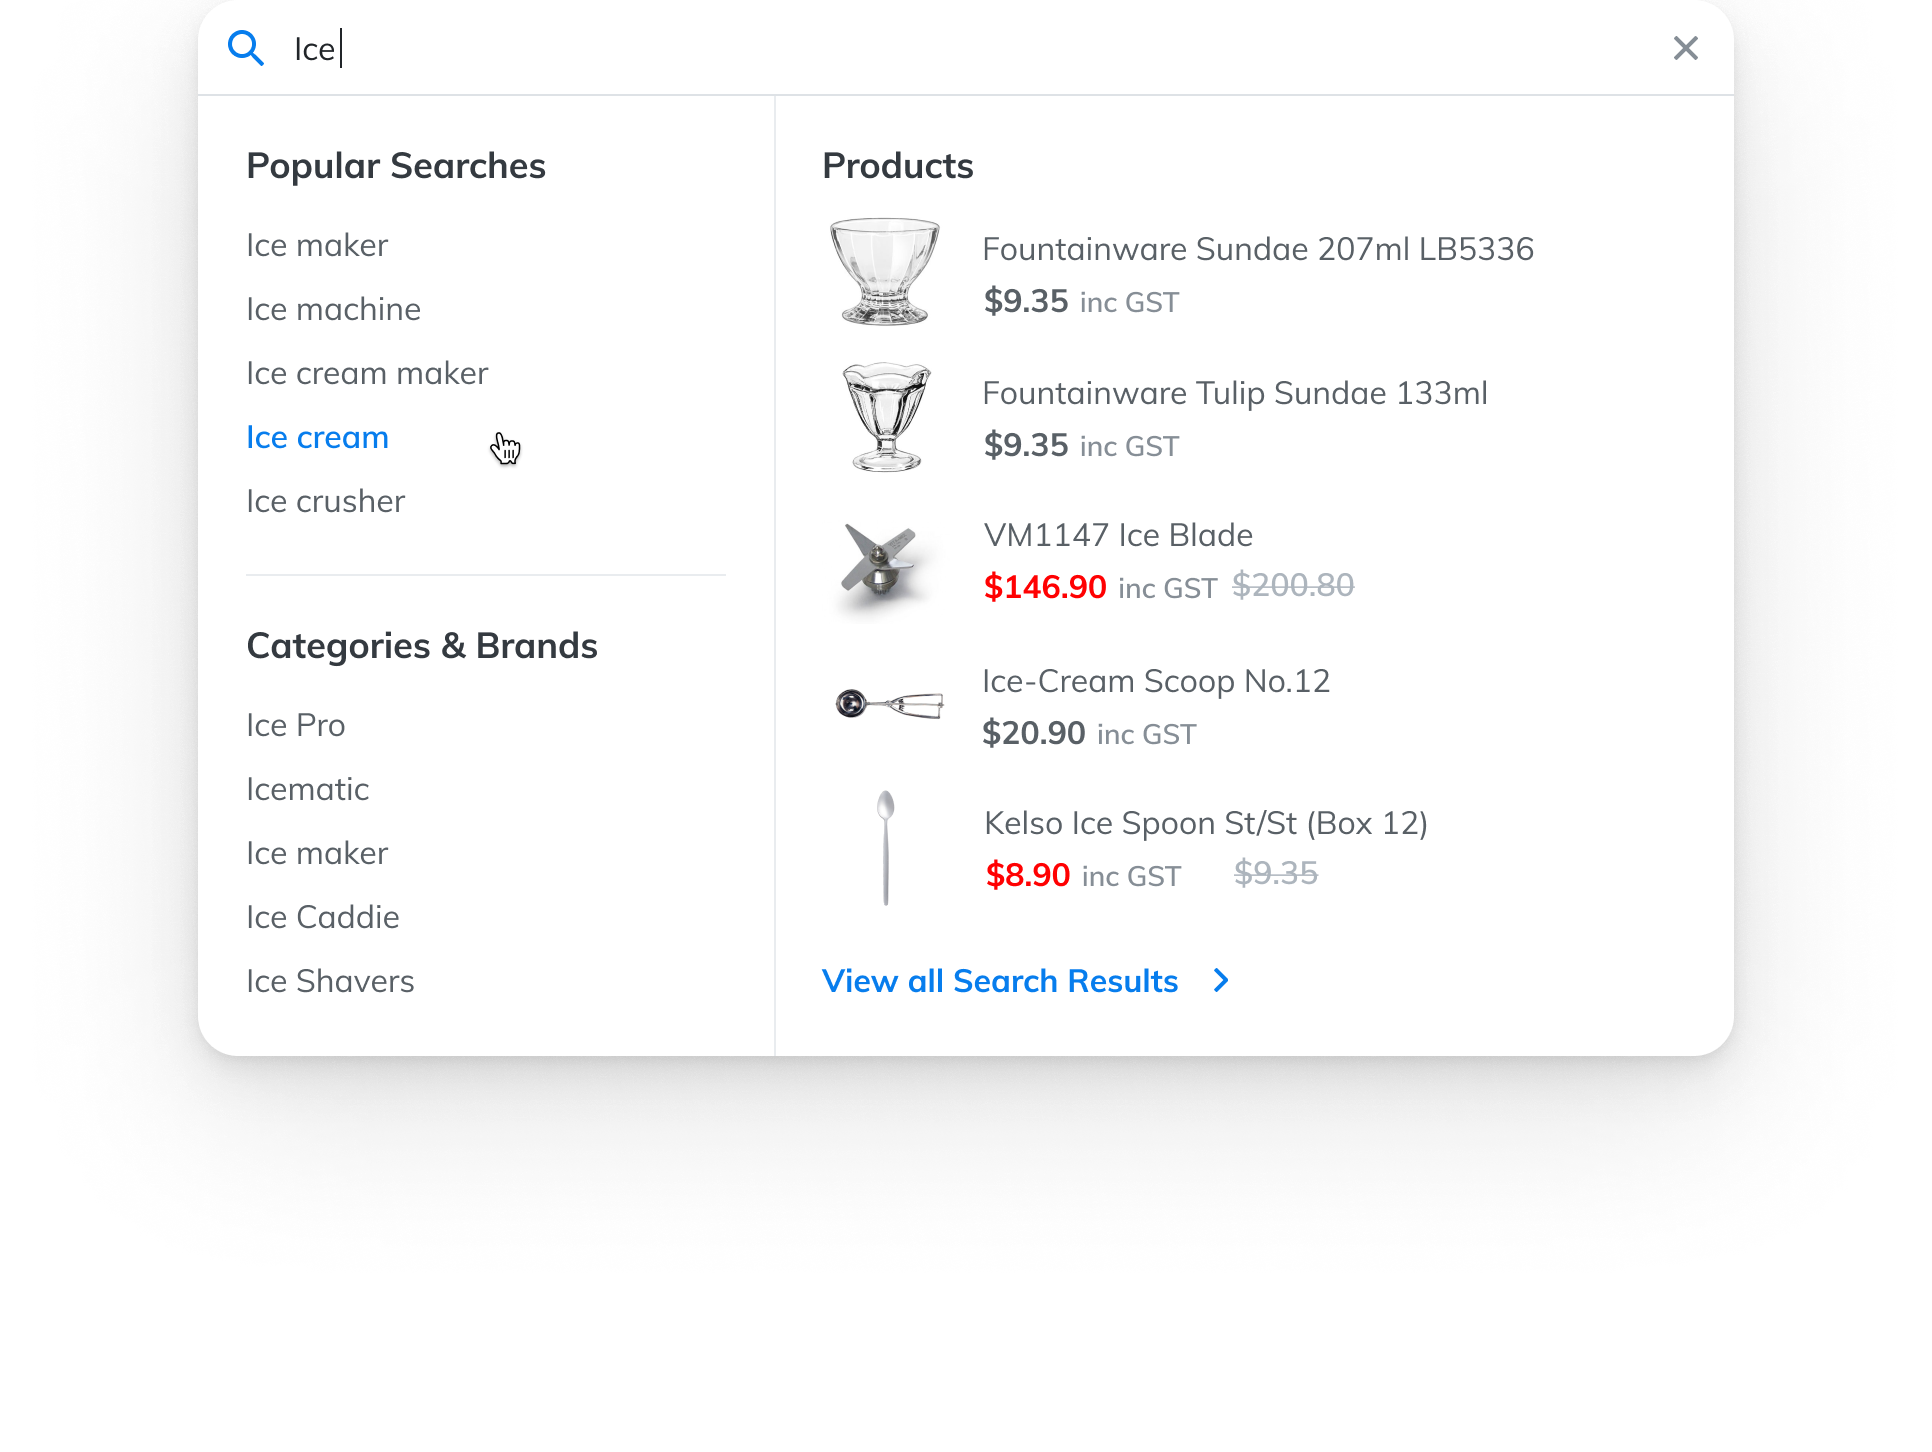 Ice
Popular Searches
Ice maker
Ice machine
Ice cream maker
Ice cream
Ice crusher
Categories & Brands
Ice Pro
Icematic
Ice maker
Ice Caddie
Ice Shavers
Products
Fountainware Sundae 207ml LB5336
$9.35 inc GST
Fountainware Tulip Sundae 133ml
$9.35 inc GST
VM1147 Ice Blade
$146.90 inc GST $200.80
Ice-Cream Scoop No.12
$20.90 inc GST
Kelso Ice Spoon St/St (Box 12)
$8.90 inc GST $9.35
View all Search Results